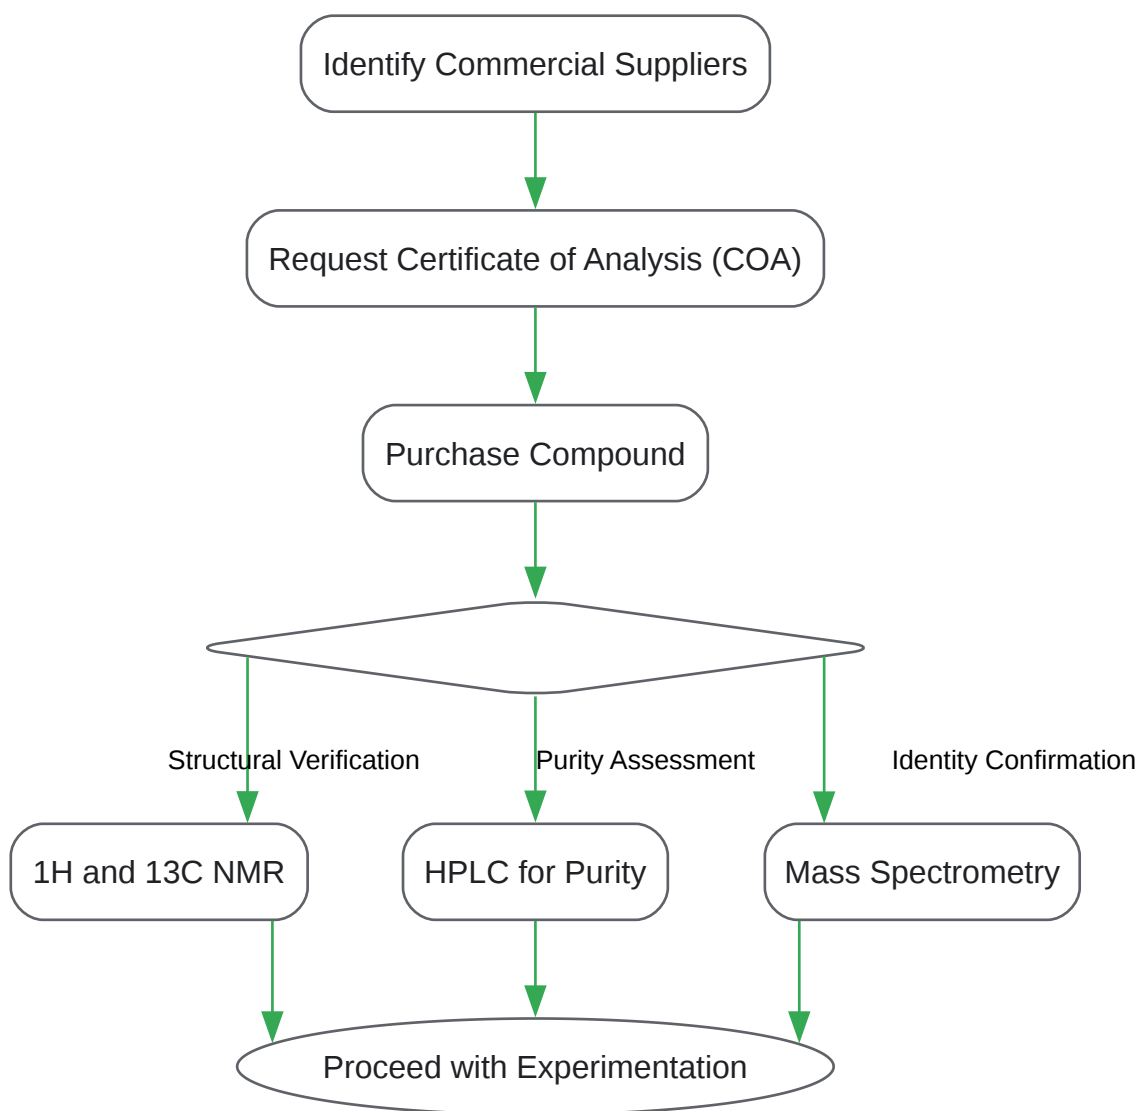 Identify Commercial Suppliers
Request Certificate of Analysis (COA)
Purchase Compound
Structural Verification
Purity Assessment
Identity Confirmation
1H and 13C NMR
HPLC for Purity
Mass Spectrometry
Proceed with Experimentation